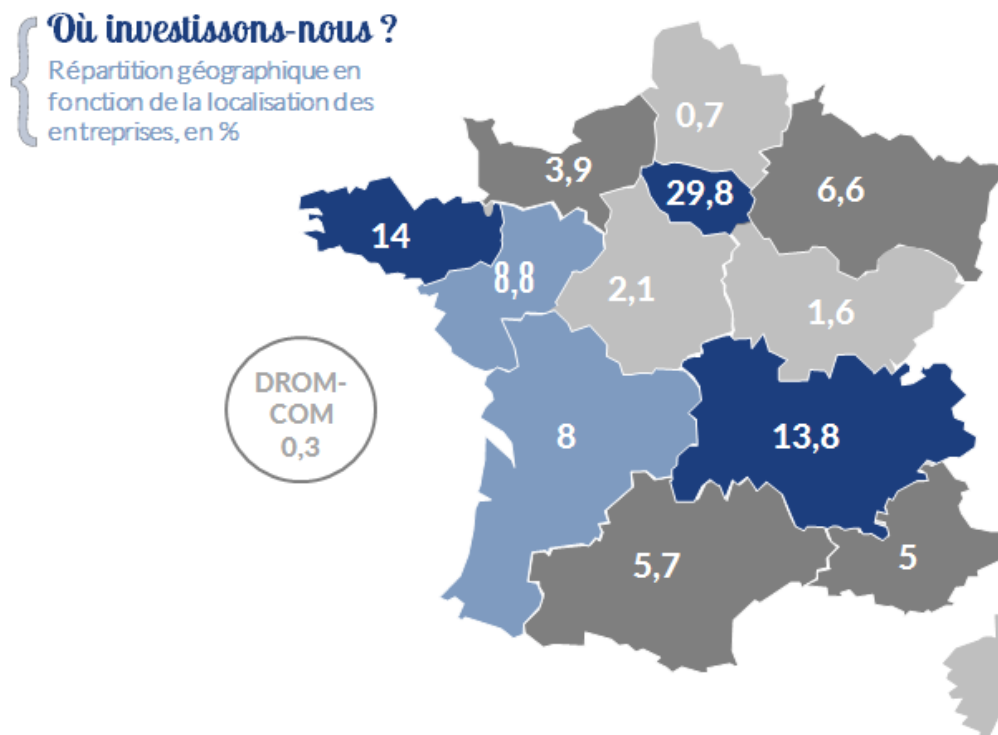 Où investissons-nous ?
Répartition géographique en
fonction de la localisation des
entreprises, en %
0,7
3,9
29,8
6,6
14
8,8
2,1
1,6
DROM-
COM
0,3
8
13,8
5,7
5